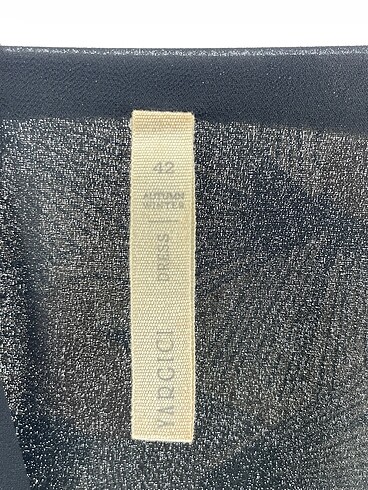 42
AUTUMN
WINTER
DRESS
YARGICI